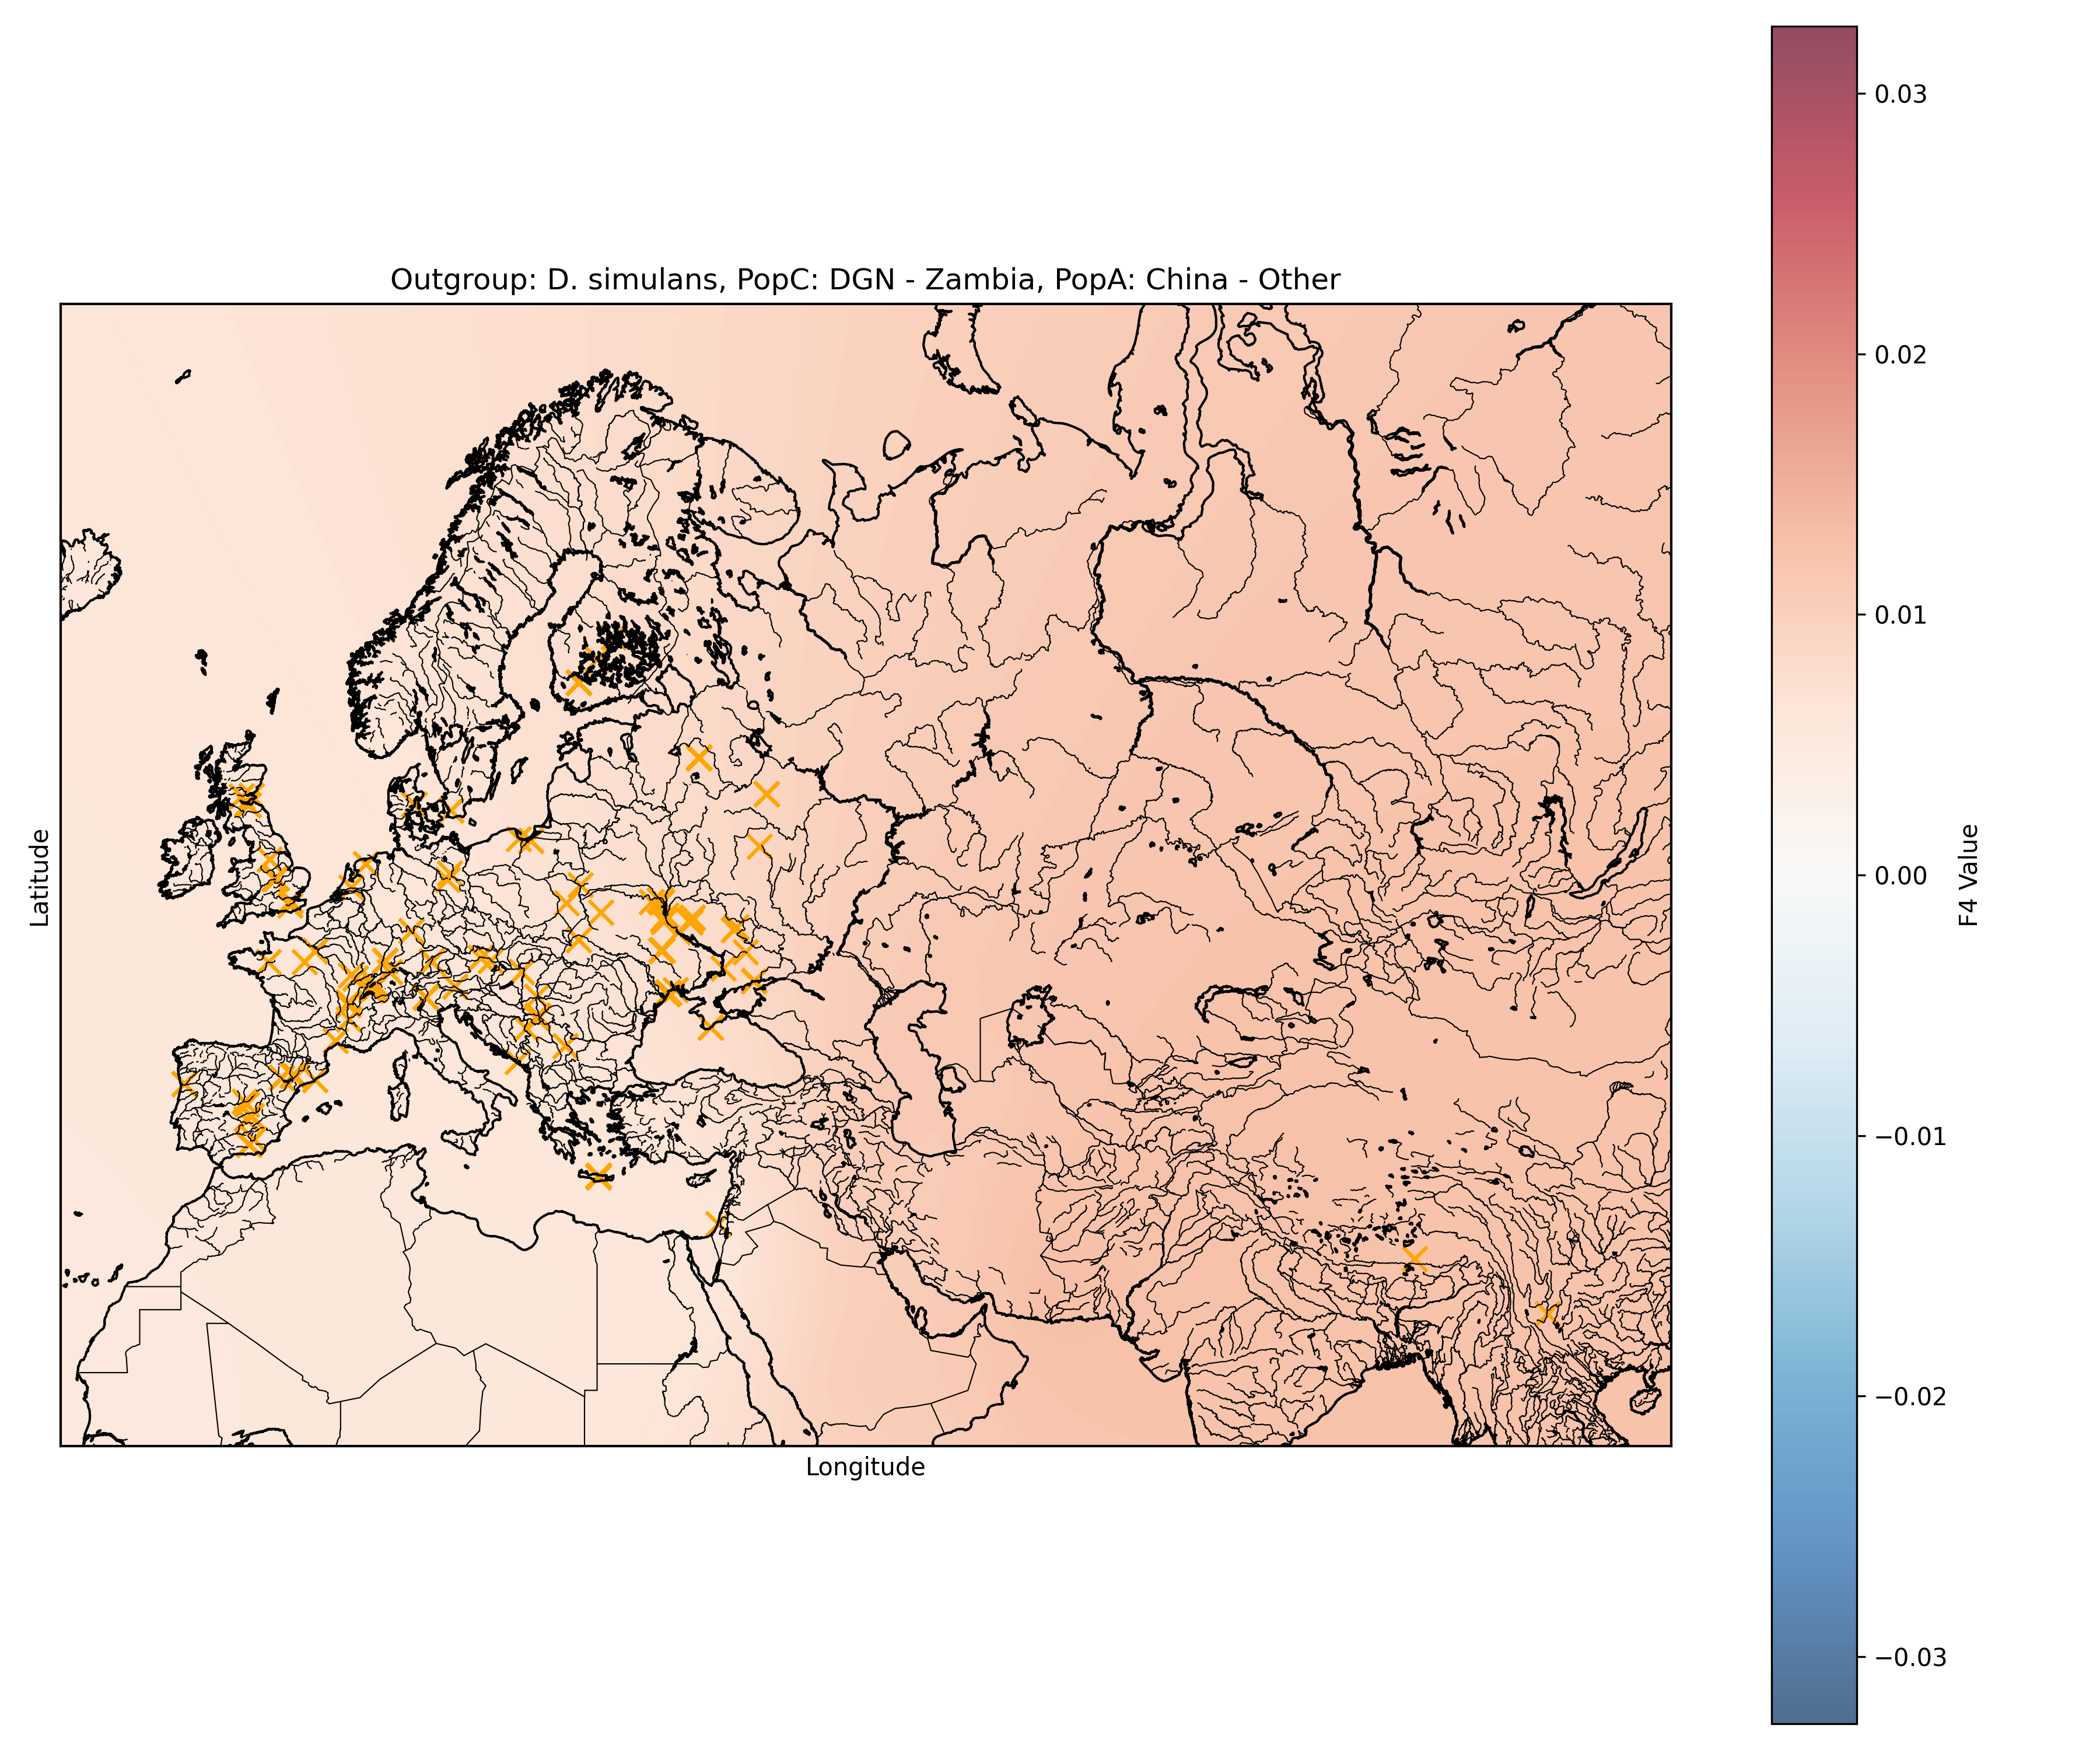 Outgroup: D. simulans, PopC: DGN - Zambia, PopA: China - Other
Latitude
Longitude
0.03
0.02
0.01
0.00
−0.01
−0.02
−0.03
F4 Value